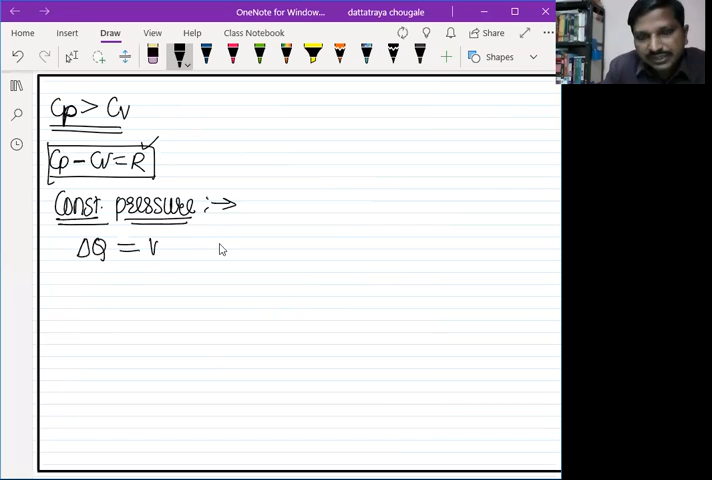 OneNote for Window... dattatraya chougale
Home Insert Draw View Help Class Notebook Share
Shapes
Cp > Cv
Cp – Cv = R
Const. pressure :→
ΔQ = V